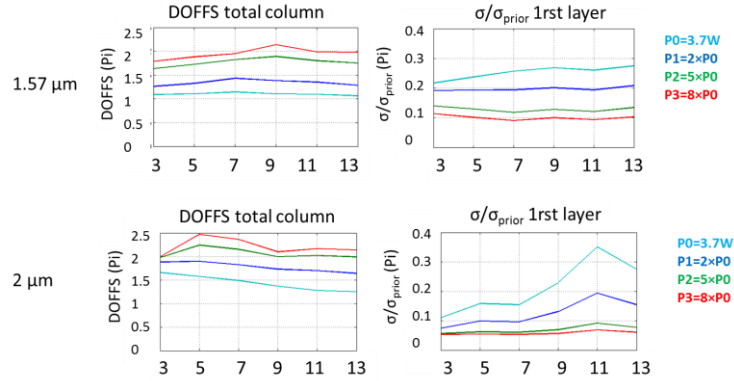 DOFFS total column
σ/σprior 1rst layer
1.57 µm
DOFFS (Pi)
2.5
2
1.5
1
0.5
0
3 5 7 9 11 13
σ/σprior (Pi)
0.4
0.3
0.2
0.1
0
3 5 7 9 11 13
P0=3.7W
P1=2×P0
P2=5×P0
P3=8×P0
DOFFS total column
σ/σprior 1rst layer
2 µm
DOFFS (Pi)
2.5
2
1.5
1
0.5
0
3 5 7 9 11 13
σ/σprior (Pi)
0.4
0.3
0.2
0.1
0
3 5 7 9 11 13
P0=3.7W
P1=2×P0
P2=5×P0
P3=8×P0